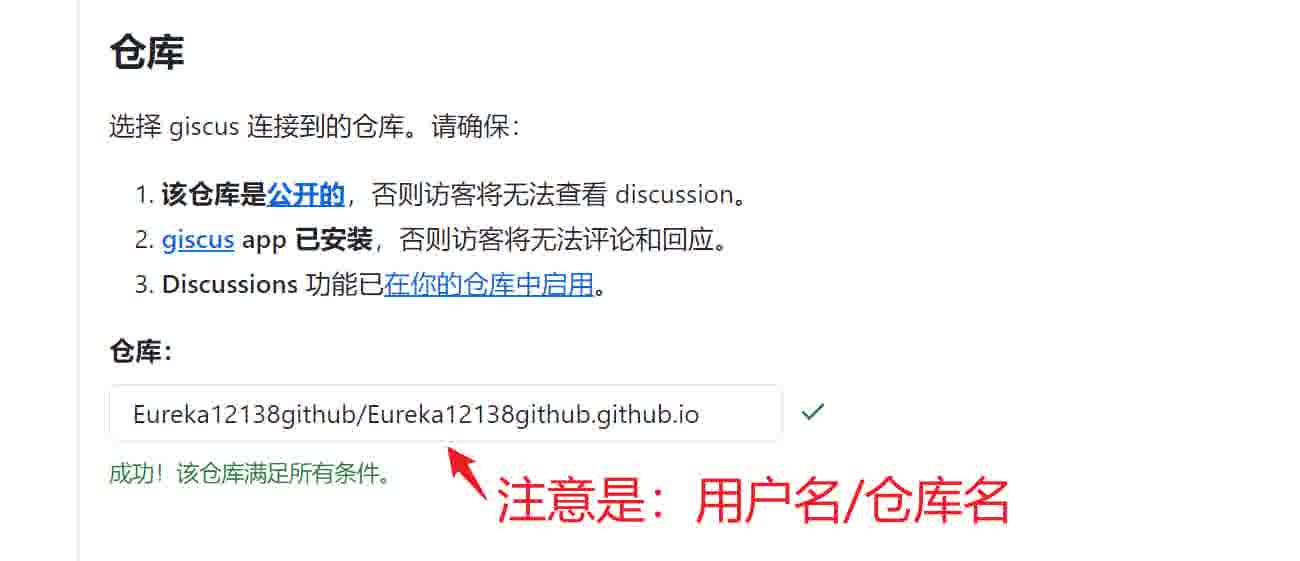 仓库
选择 giscus 连接到的仓库。请确保：
1. 该仓库是公开的，否则访客将无法查看 discussion。
2. giscus app 已安装，否则访客将无法评论和回应。
3. Discussions 功能已在你的仓库中启用。
仓库：
Eureka12138github/Eureka12138github.github.io
成功！该仓库满足所有条件。
注意是：用户名/仓库名